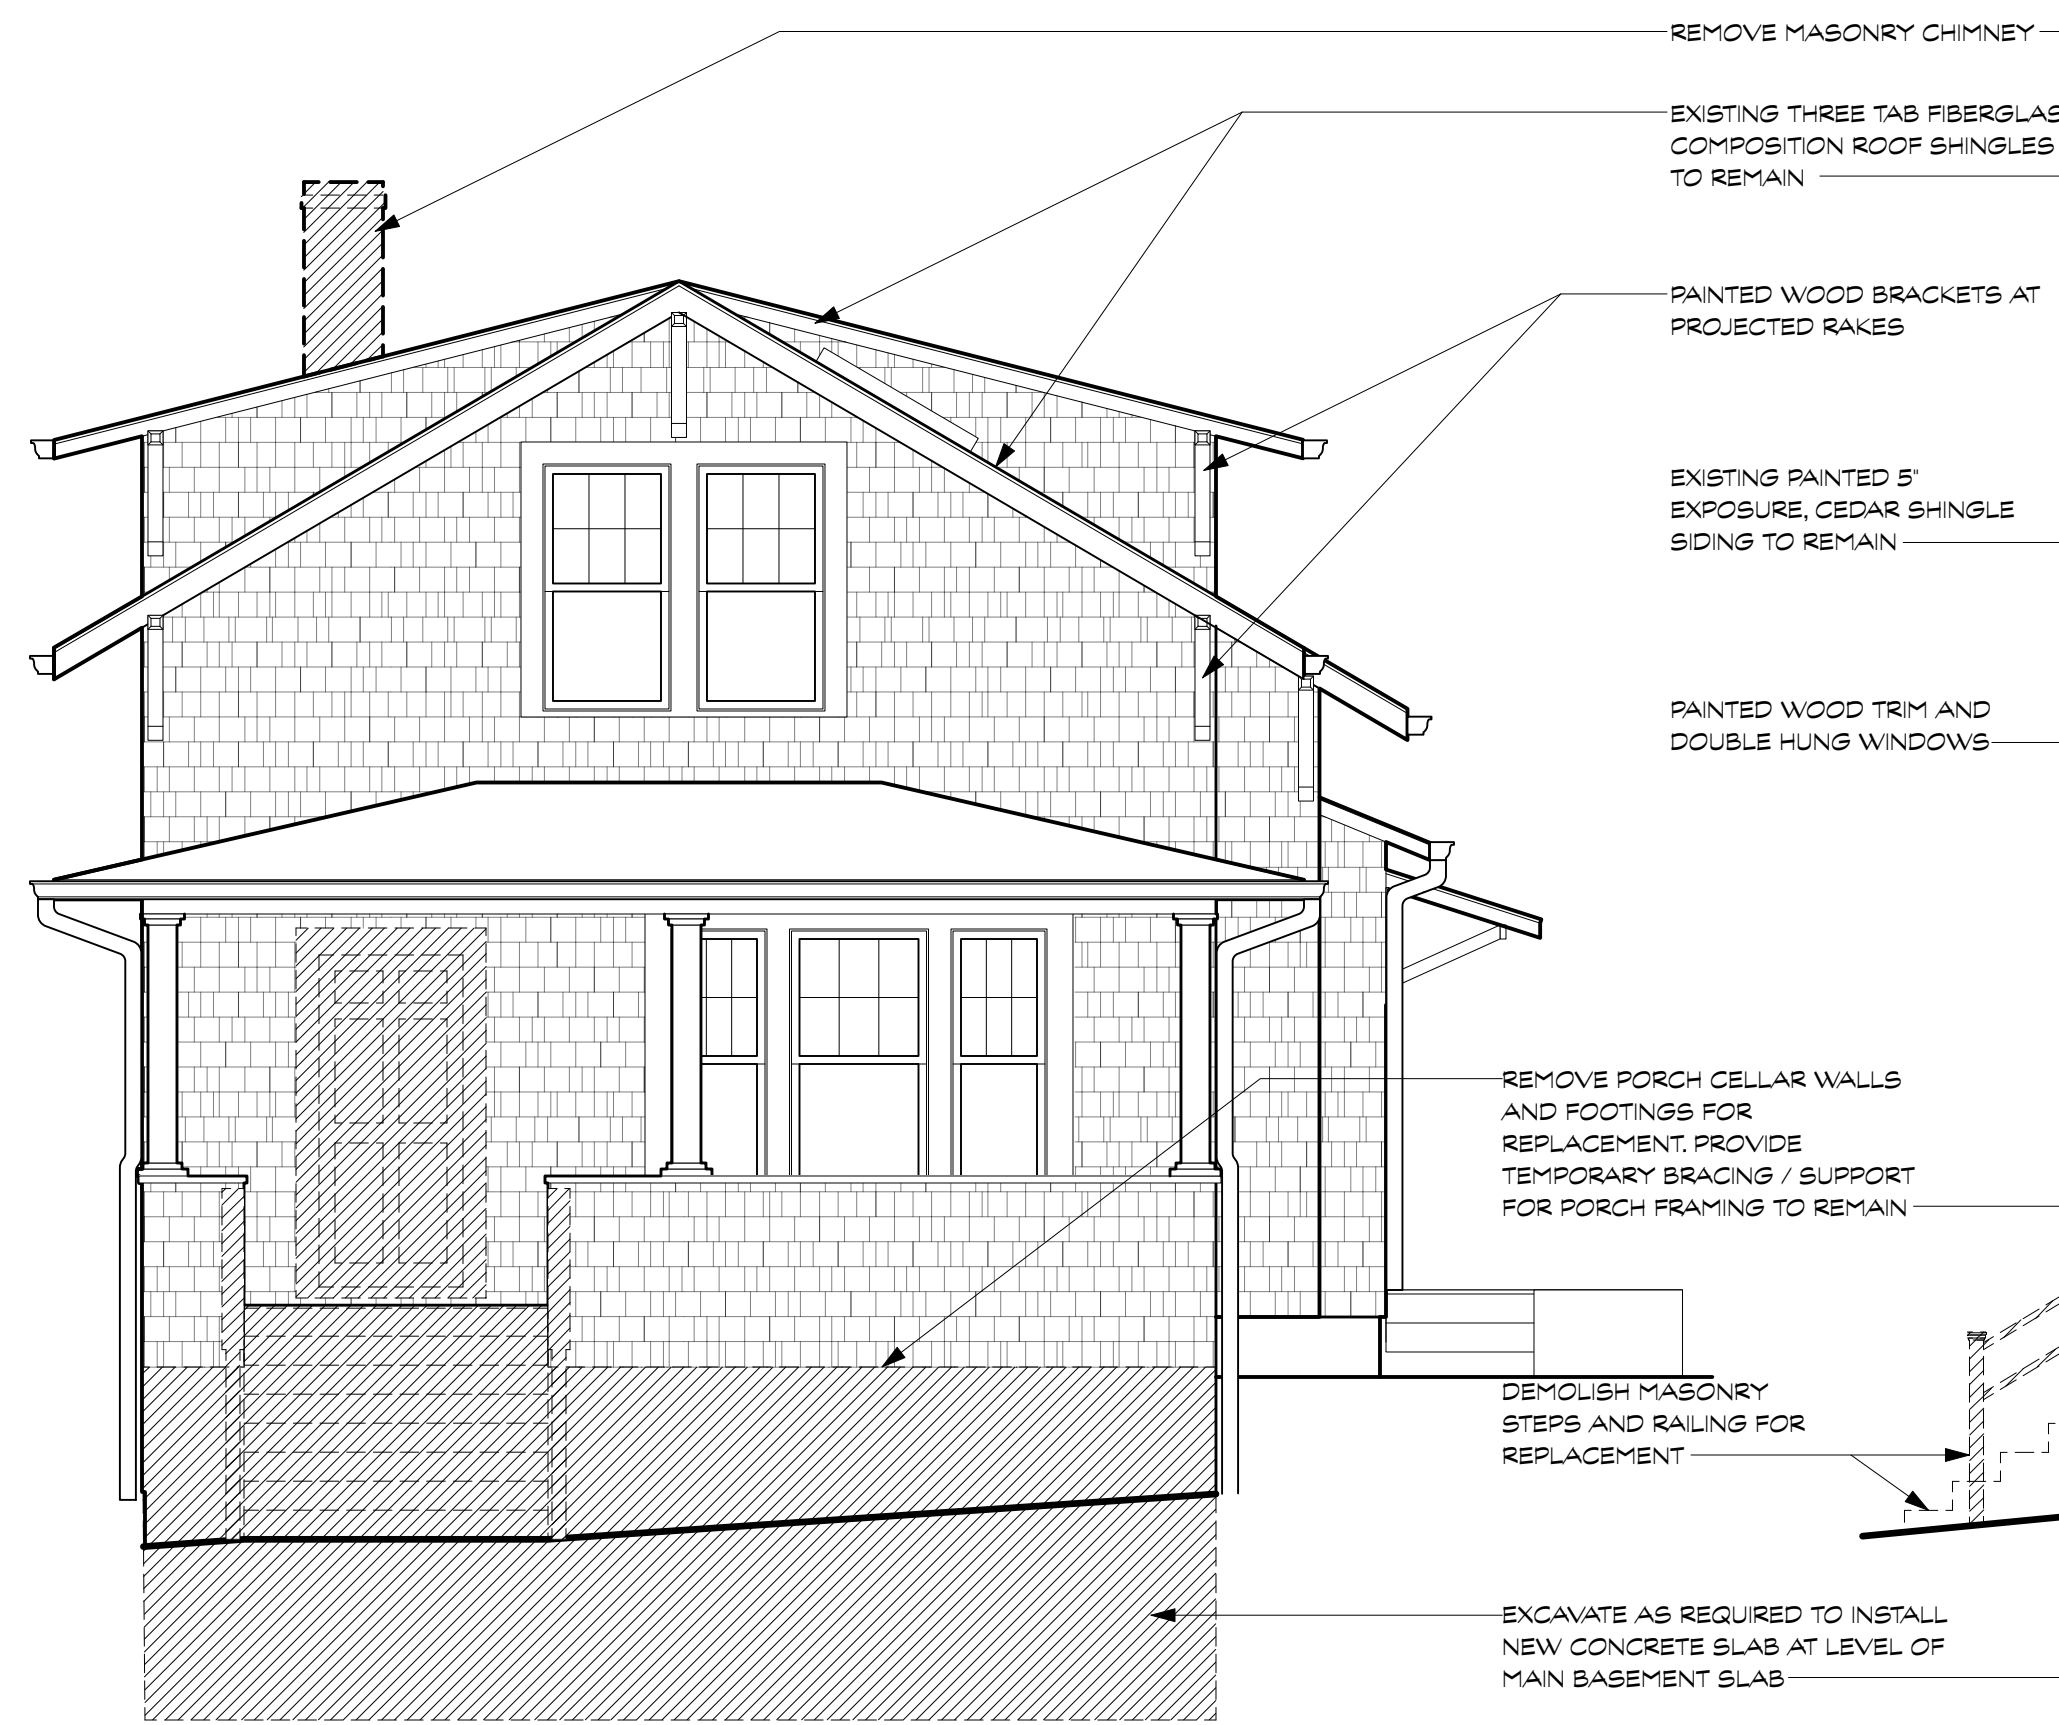 REMOVE MASONRY CHIMNEY
EXISTING THREE TAB FIBERGLAS
COMPOSITION ROOF SHINGLES
TO REMAIN
PAINTED WOOD BRACKETS AT
PROJECTED RAKES
EXISTING PAINTED 5"
EXPOSURE, CEDAR SHINGLE
SIDING TO REMAIN
PAINTED WOOD TRIM AND
DOUBLE HUNG WINDOWS
REMOVE PORCH CELLAR WALLS
AND FOOTINGS FOR
REPLACEMENT. PROVIDE
TEMPORARY BRACING / SUPPORT
FOR PORCH FRAMING TO REMAIN
DEMOLISH MASONRY
STEPS AND RAILING FOR
REPLACEMENT
EXCAVATE AS REQUIRED TO INSTALL
NEW CONCRETE SLAB AT LEVEL OF
MAIN BASEMENT SLAB